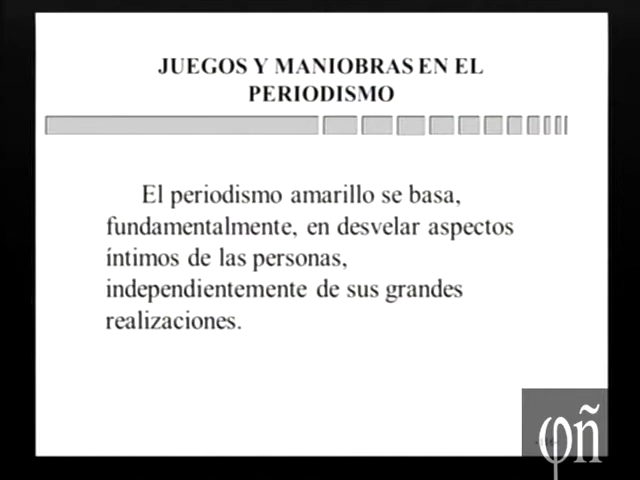 JUEGOS Y MANIOBRAS EN EL
PERIODISMO
El periodismo amarillo se basa,
fundamentalmente, en desvelar aspectos
íntimos de las personas,
independientemente de sus grandes
realizaciones.
φñ